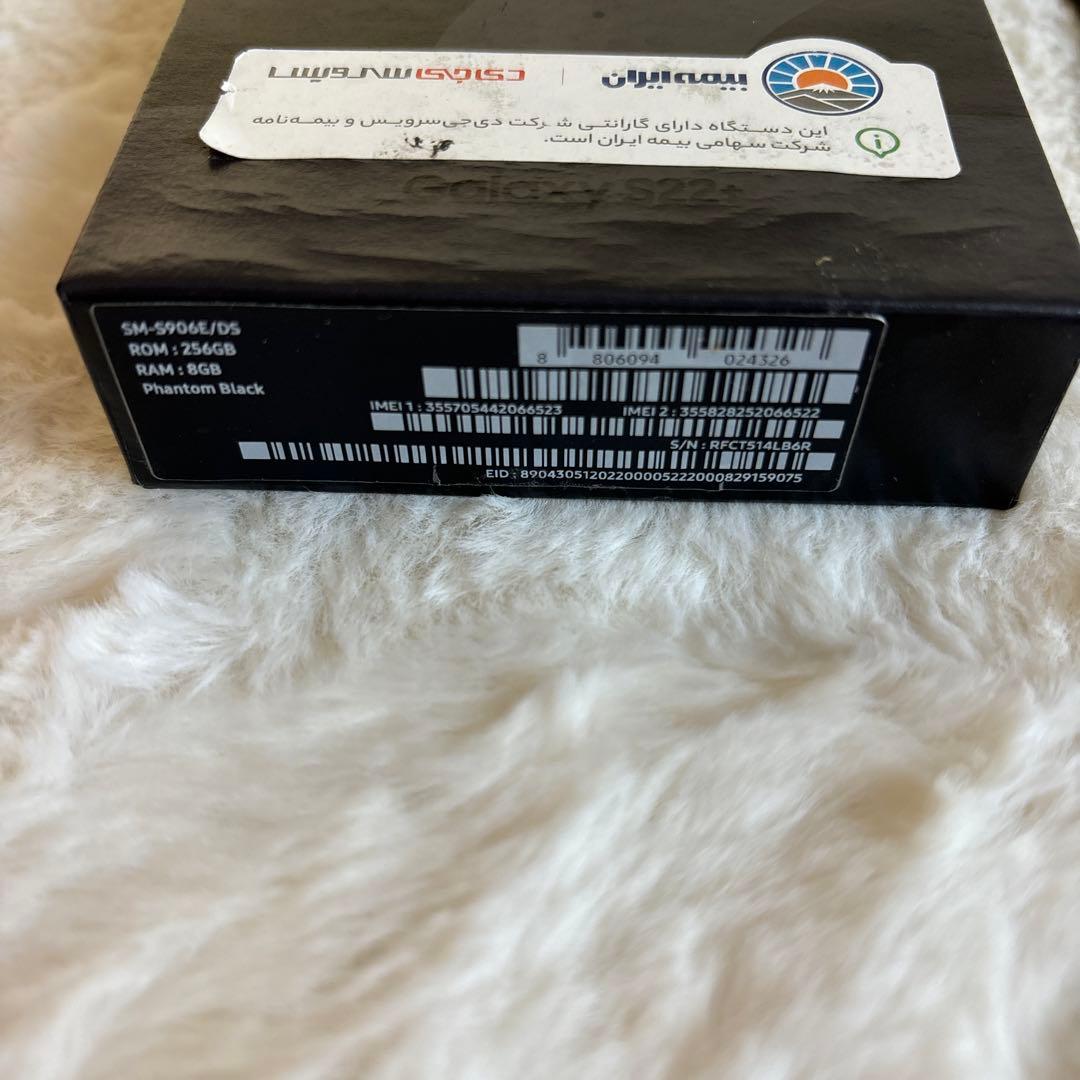 بیمه ایران | دی جی سرویس
این دستگاه دارای گارانتی شرکت دی‌جی‌سرویس و بیمه‌نامه
شرکت سهامی بیمه ایران است.
Galaxy S22+
SM-S906E/DS
ROM : 256GB
RAM : 8GB
Phantom Black
8 806094 024326
IMEI 1 : 355705442066523 IMEI 2 : 355828252066522
S/N : RFCT514LB6R
EID : 89043051202200005222000829159075